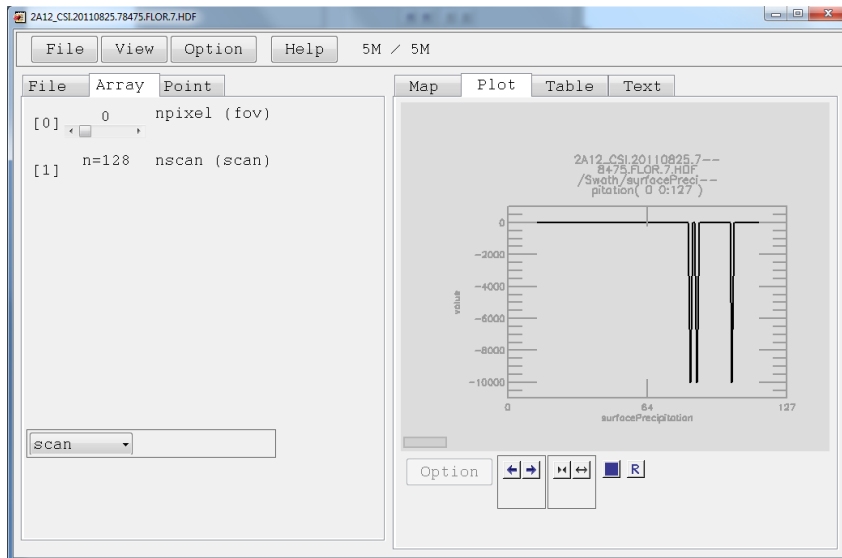 2A12_CSI.20110825.78475.FLOR.7.HDF
File View Option Help 5M / 5M
File Array Point
[0] 0 npixel (fov)
[1] n=128 nscan (scan)
scan
Map Plot Table Text
2A12_CSI.20110825.7--
8475.FLOR.7.HDF
/Swath/surfacePreci--
pitation( 0 0:127 )
0
-2000
-4000
-6000
-8000
-10000
value
0 64 127
surfacePrecipitation
Option
R